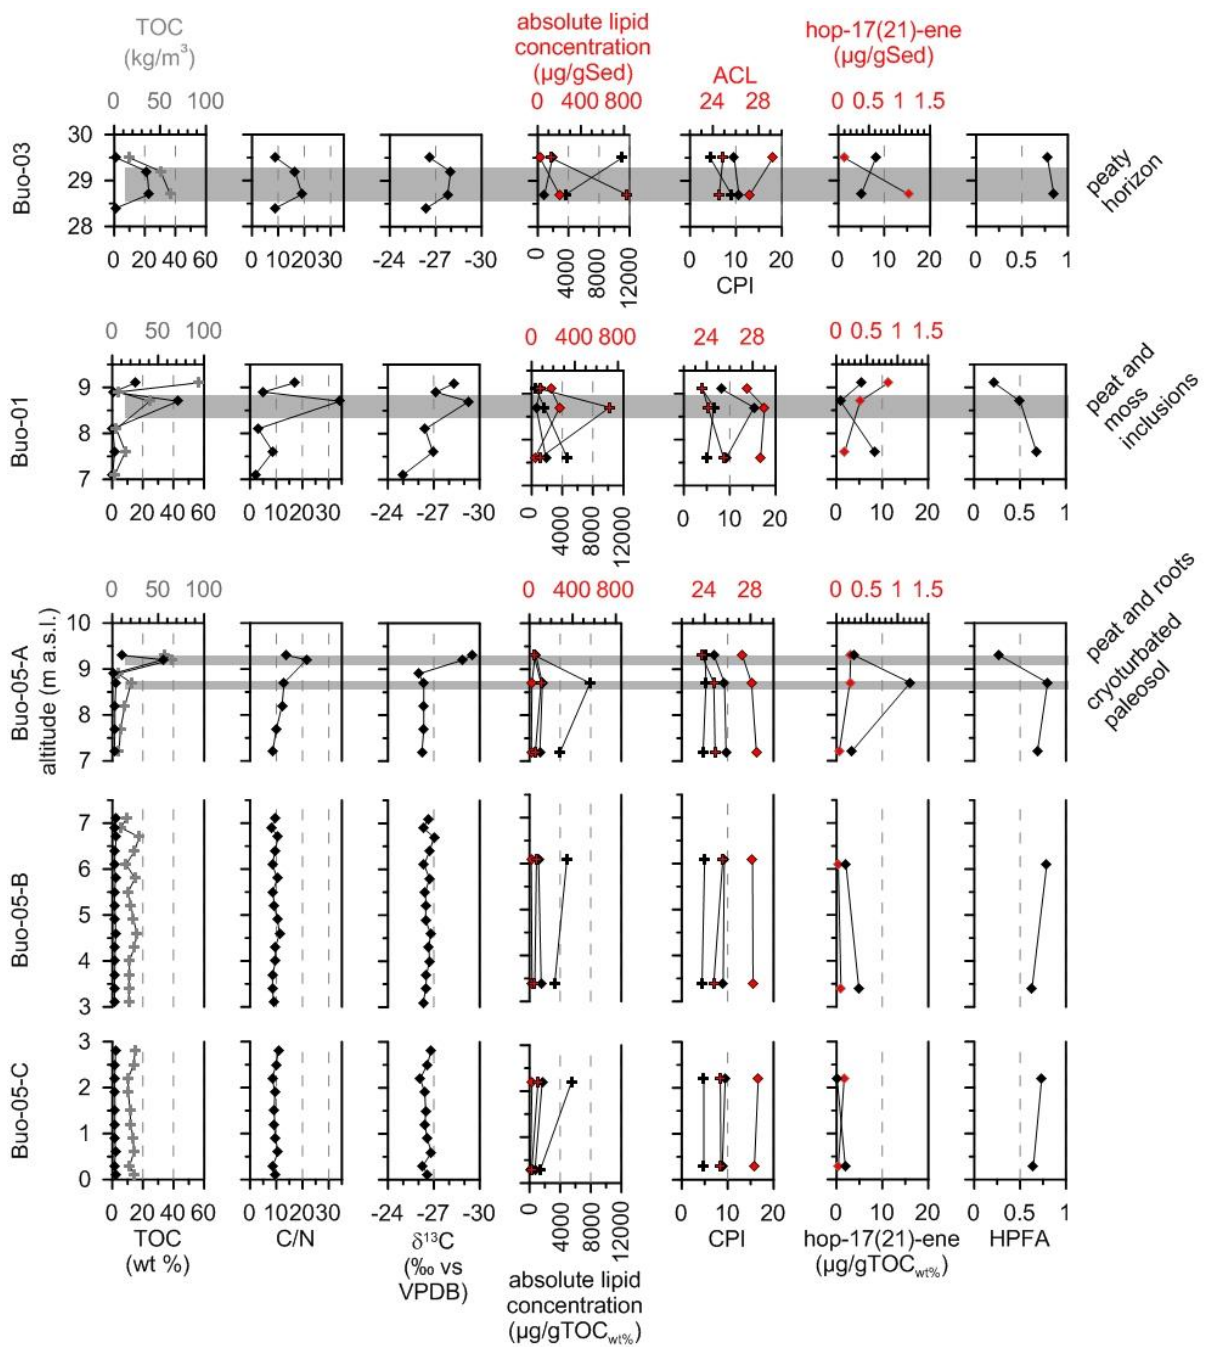 TOC
(kg/m³)
absolute lipid
concentration
(µg/gSed)
ACL
hop-17(21)-ene
(µg/gSed)
0 50 100
0 400 800
24 28
0 0.5 1 1.5
Buo-03
30
29
28
peaty
horizon
0 20 40 60
0 10 20 30
-24 -27 -30
0 4000 8000 12000
0 10 20
CPI
0 10 20
0 0.5 1
0 50 100
0 400 800
24 28
0 0.5 1 1.5
Buo-01
9
8
7
peat and
moss
inclusions
0 20 40 60
0 10 20 30
-24 -27 -30
0 4000 8000 12000
0 10 20
0 10 20
0 0.5 1
0 50 100
0 400 800
24 28
0 0.5 1 1.5
Buo-05-A
altitude (m a.s.l.)
10
9
8
7
peat and roots
cryoturbated
paleosol
Buo-05-B
7
6
5
4
3
Buo-05-C
3
2
1
0
0 20 40 60
0 10 20 30
-24 -27 -30
0 4000 8000 12000
0 10 20
0 10 20
0 0.5 1
TOC
(wt %)
C/N
δ¹³C
(‰ vs
VPDB)
absolute lipid
concentration
(µg/gTOCwt%)
CPI
hop-17(21)-ene
(µg/gTOCwt%)
HPFA